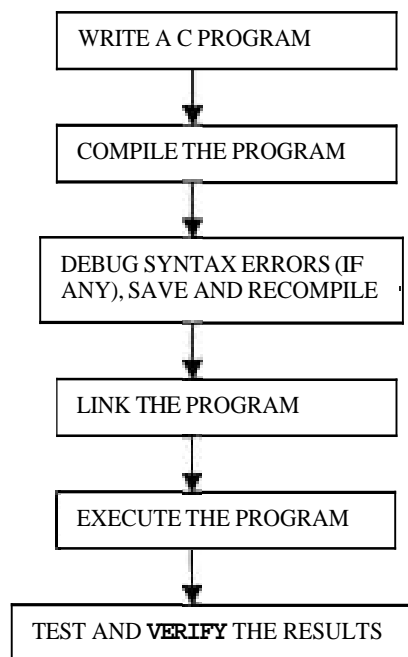 WRITE A C PROGRAM
COMPILE THE PROGRAM
DEBUG SYNTAX ERRORS (IF
ANY), SAVE AND RECOMPILE
LINK THE PROGRAM
EXECUTE THE PROGRAM
TEST AND VERIFY THE RESULTS